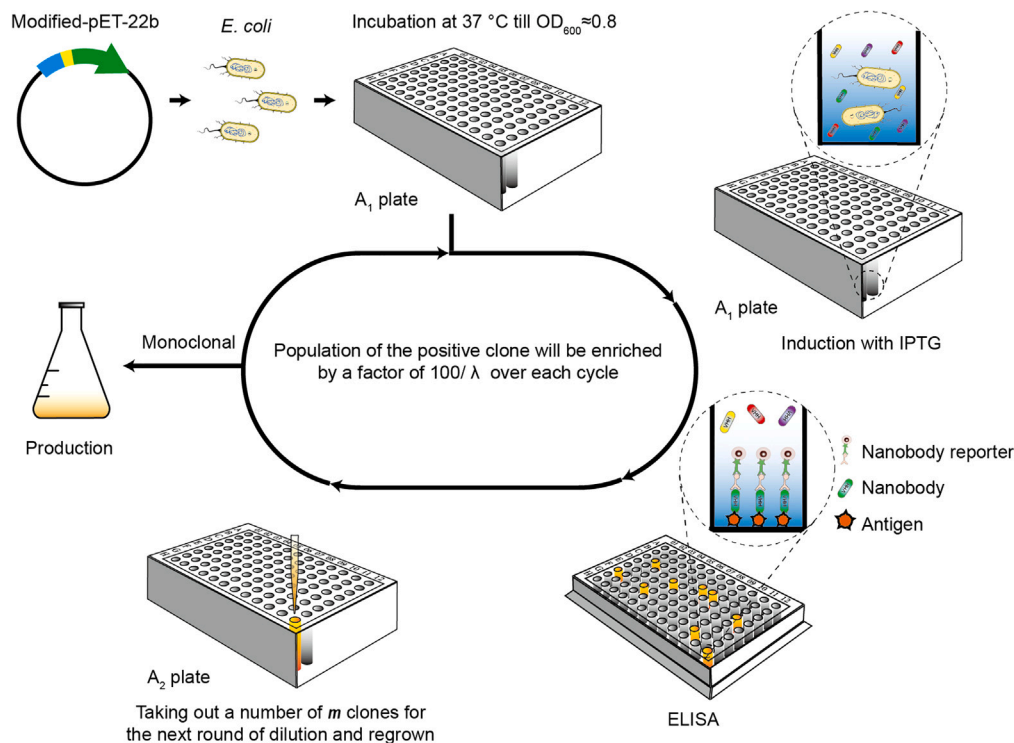 Modified-pET-22b
E. coli
Incubation at 37 °C till OD600≈0.8
A1 plate
A1 plate
Induction with IPTG
Monoclonal
Population of the positive clone will be enriched
by a factor of 100/ λ over each cycle
Production
Nanobody reporter
Nanobody
Antigen
A2 plate
Taking out a number of m clones for
the next round of dilution and regrown
ELISA